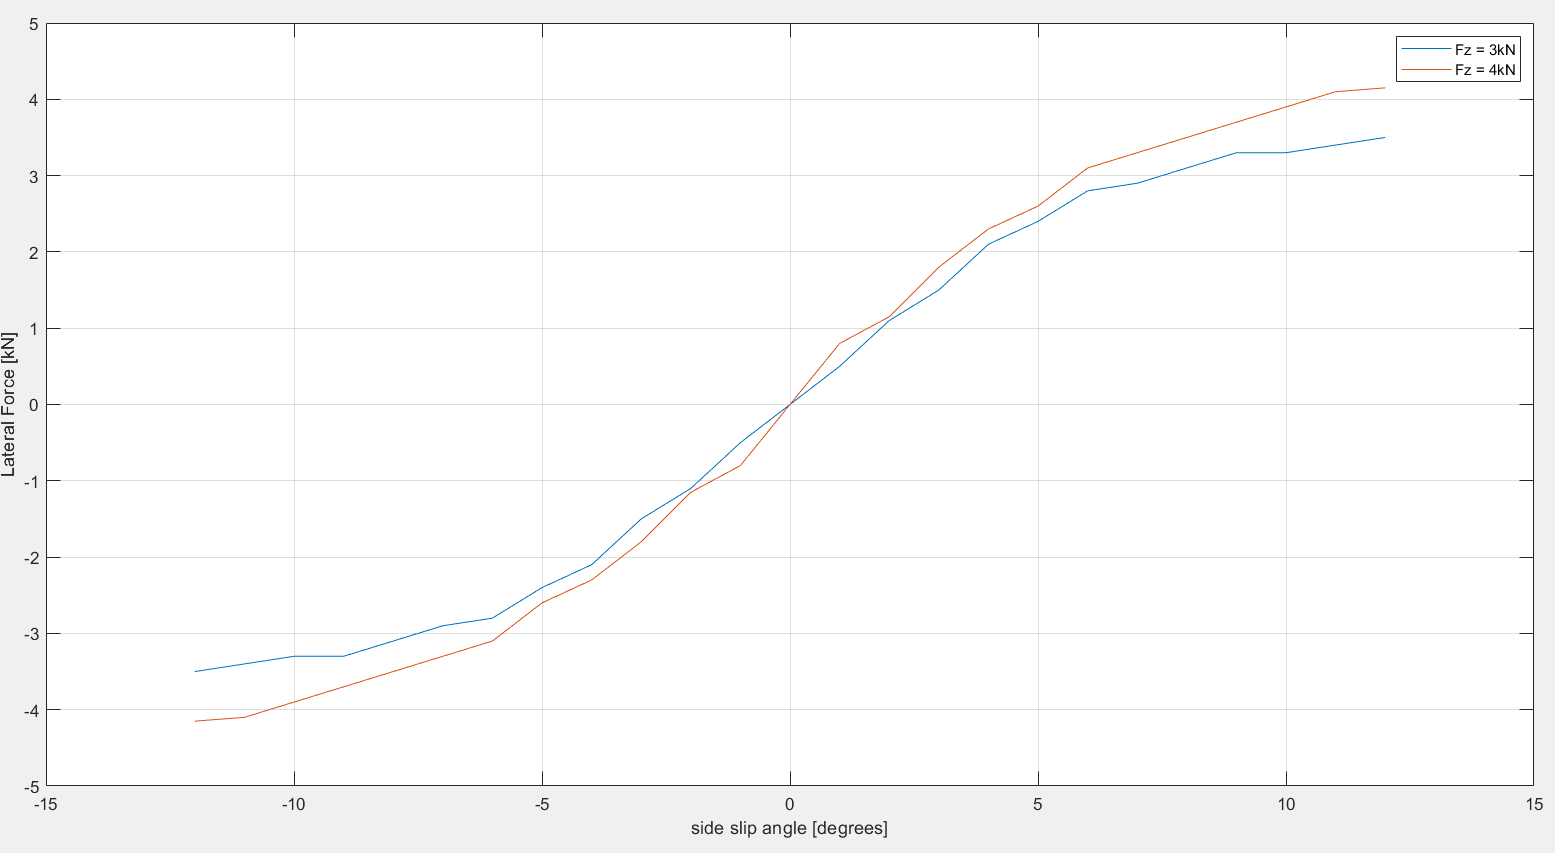 Fz = 3kN
Fz = 4kN
5
4
3
2
1
0
-1
-2
-3
-4
-5
Lateral Force [kN]
-15 -10 -5 0 5 10 15
side slip angle [degrees]